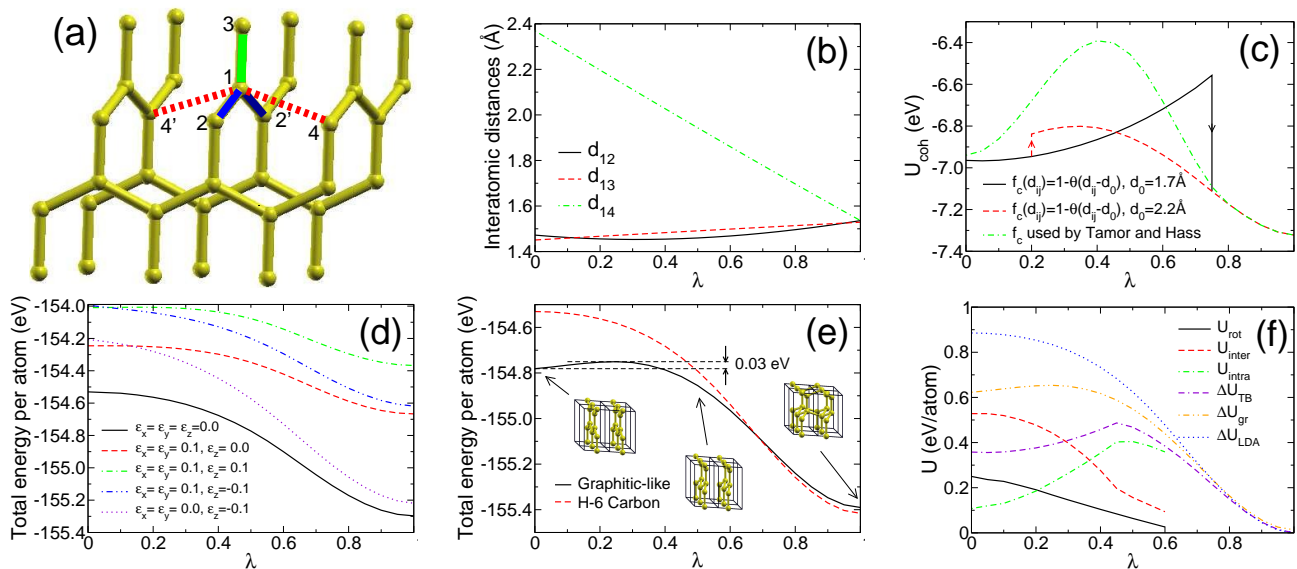 (a)
3
1
2
2'
4'
4
(b)
Interatomic distances (Å)
2.4
2.2
2.0
1.8
1.6
1.4
d12
d13
d14
0 0.2 0.4 0.6 0.8 1
λ
(c)
Ucoh (eV)
-6.4
-6.6
-6.8
-7.0
-7.2
-7.4
fc(dij)=1-θ(dij-d0), d0=1.7Å
fc(dij)=1-θ(dij-d0), d0=2.2Å
fc used by Tamor and Hass
0 0.2 0.4 0.6 0.8 1
λ
(d)
Total energy per atom (eV)
-154.0
-154.2
-154.4
-154.6
-154.8
-155.0
-155.2
-155.4
εx= εy= εz=0.0
εx= εy= 0.1, εz=0.0
εx= εy= 0.1, εz=0.1
εx= εy= 0.1, εz=-0.1
εx= εy= 0.0, εz=-0.1
0 0.2 0.4 0.6 0.8 1
λ
(e)
Total energy per atom (eV)
-154.6
-154.8
-155.0
-155.2
-155.4
0.03 eV
Graphitic-like
H-6 Carbon
0 0.2 0.4 0.6 0.8 1
λ
(f)
U (eV/atom)
1
0.8
0.6
0.4
0.2
0
Urot
Uinter
Uintra
ΔUTB
ΔUgr
ΔULDA
0 0.2 0.4 0.6 0.8 1
λ